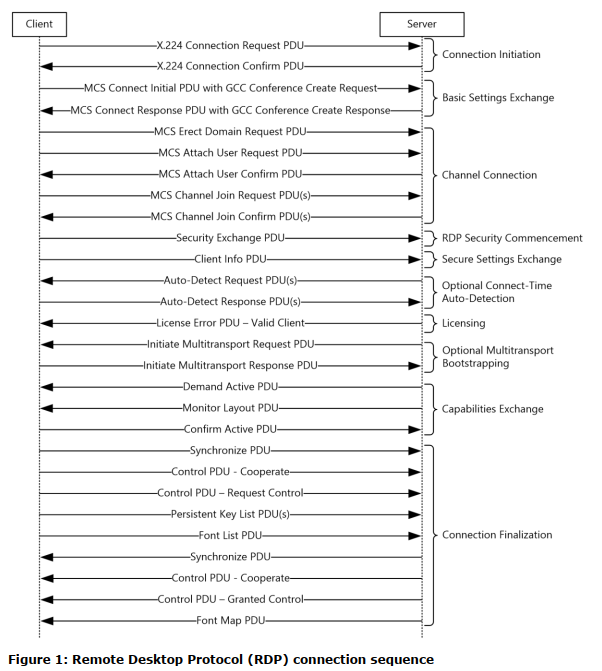 Client
Server
X.224 Connection Request PDU
X.224 Connection Confirm PDU
Connection Initiation
MCS Connect Initial PDU with GCC Conference Create Request
MCS Connect Response PDU with GCC Conference Create Response
Basic Settings Exchange
MCS Erect Domain Request PDU
MCS Attach User Request PDU
MCS Attach User Confirm PDU
MCS Channel Join Request PDU(s)
MCS Channel Join Confirm PDU(s)
Channel Connection
Security Exchange PDU
RDP Security Commencement
Client Info PDU
Secure Settings Exchange
Auto-Detect Request PDU(s)
Auto-Detect Response PDU(s)
Optional Connect-Time
Auto-Detection
License Error PDU – Valid Client
Licensing
Initiate Multitransport Request PDU
Initiate Multitransport Response PDU
Optional Multitransport
Bootstrapping
Demand Active PDU
Monitor Layout PDU
Confirm Active PDU
Capabilities Exchange
Synchronize PDU
Control PDU - Cooperate
Control PDU – Request Control
Persistent Key List PDU(s)
Font List PDU
Synchronize PDU
Control PDU - Cooperate
Control PDU – Granted Control
Font Map PDU
Connection Finalization
Figure 1: Remote Desktop Protocol (RDP) connection sequence